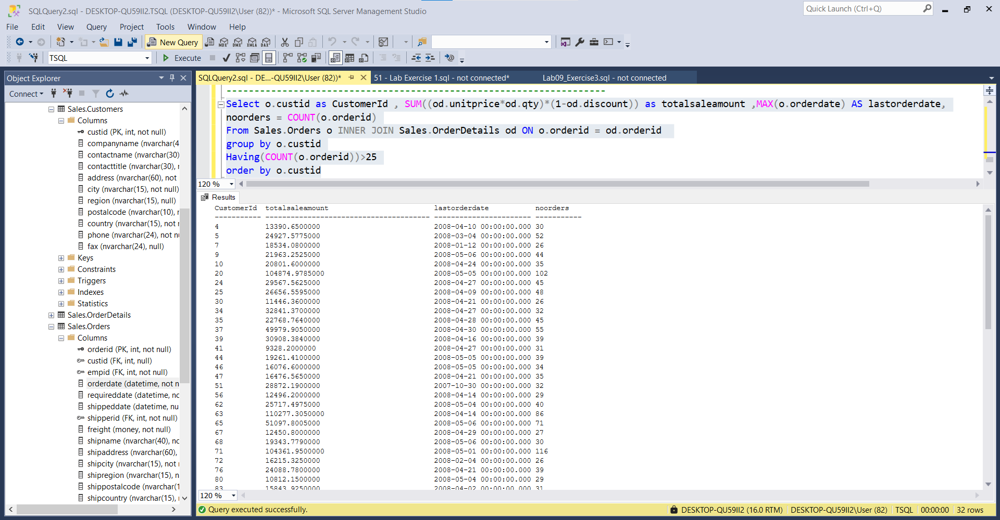 SQLQuery2.sql - DESKTOP-QU59II2.TSQL (DESKTOP-QU59II2\User (82))* - Microsoft SQL Server Management Studio
Quick Launch (Ctrl+Q)
File Edit View Query Project Tools Window Help
New Query
MDX DMX XMLA DAX
TSQL
Execute
Object Explorer
Connect
Sales.Customers
Columns
custid (PK, int, not null)
companyname (nvarchar(4
contactname (nvarchar(30)
contacttitle (nvarchar(30), r
address (nvarchar(60), not
city (nvarchar(15), not null)
region (nvarchar(15), null)
postalcode (nvarchar(10), r
country (nvarchar(15), not r
phone (nvarchar(24), not nu
fax (nvarchar(24), null)
Keys
Constraints
Triggers
Indexes
Statistics
Sales.OrderDetails
Sales.Orders
Columns
orderid (PK, int, not null)
custid (FK, int, null)
empid (FK, int, not null)
orderdate (datetime, not n
requireddate (datetime, nc
shippeddate (datetime, nu
shipperid (FK, int, not null)
freight (money, not null)
shipname (nvarchar(40), nc
shipaddress (nvarchar(60),
shipcity (nvarchar(15), not r
shipregion (nvarchar(15), n
shippostalcode (nvarchar(1
shipcountry (nvarchar(15), r
SQLQuery2.sql - DE...-QU59II2\User (82))*
51 - Lab Exercise 1.sql - not connected*
Lab09_Exercise3.sql - not connected
--------------------------------------------------------------------
Select o.custid as CustomerId , SUM((od.unitprice*od.qty)*(1-od.discount)) as totalsaleamount ,MAX(o.orderdate) AS lastorderdate,
noorders = COUNT(o.orderid)
From Sales.Orders o INNER JOIN Sales.OrderDetails od ON o.orderid = od.orderid
group by o.custid
Having(COUNT(o.orderid))>25
order by o.custid
120 %
Results
CustomerId totalsaleamount lastorderdate noorders
----------- --------------------------------------- ----------------------- -----------
4 13390.6500000 2008-04-10 00:00:00.000 30
5 24927.5775000 2008-03-04 00:00:00.000 52
7 18534.0800000 2008-01-12 00:00:00.000 26
9 21963.2525000 2008-05-06 00:00:00.000 44
10 20801.6000000 2008-04-24 00:00:00.000 35
20 104874.9785000 2008-05-05 00:00:00.000 102
24 29567.5625000 2008-04-27 00:00:00.000 45
25 26656.5595000 2008-04-09 00:00:00.000 48
30 11446.3600000 2008-04-21 00:00:00.000 26
34 32841.3700000 2008-04-27 00:00:00.000 32
35 22768.7640000 2008-04-28 00:00:00.000 45
37 49979.9050000 2008-04-30 00:00:00.000 55
39 30908.3840000 2008-04-16 00:00:00.000 39
41 9328.2000000 2008-04-27 00:00:00.000 31
44 19261.4100000 2008-05-05 00:00:00.000 39
46 16076.6000000 2008-05-05 00:00:00.000 34
47 16476.5650000 2008-04-21 00:00:00.000 35
51 28872.1900000 2007-10-30 00:00:00.000 32
56 12496.2000000 2008-04-14 00:00:00.000 29
62 25717.4975000 2008-05-04 00:00:00.000 40
63 110277.3050000 2008-04-14 00:00:00.000 86
65 51097.8005000 2008-05-06 00:00:00.000 71
67 12450.8000000 2008-04-29 00:00:00.000 27
68 19343.7790000 2008-05-06 00:00:00.000 30
71 104361.9500000 2008-05-01 00:00:00.000 116
72 16215.3250000 2008-02-04 00:00:00.000 26
76 24088.7800000 2008-04-21 00:00:00.000 39
80 10812.1500000 2008-05-04 00:00:00.000 29
83 15843.9250000 2008-04-02 00:00:00.000 31
120 %
Query executed successfully.
DESKTOP-QU59II2 (16.0 RTM) DESKTOP-QU59II2\User (82) TSQL 00:00:00 32 rows